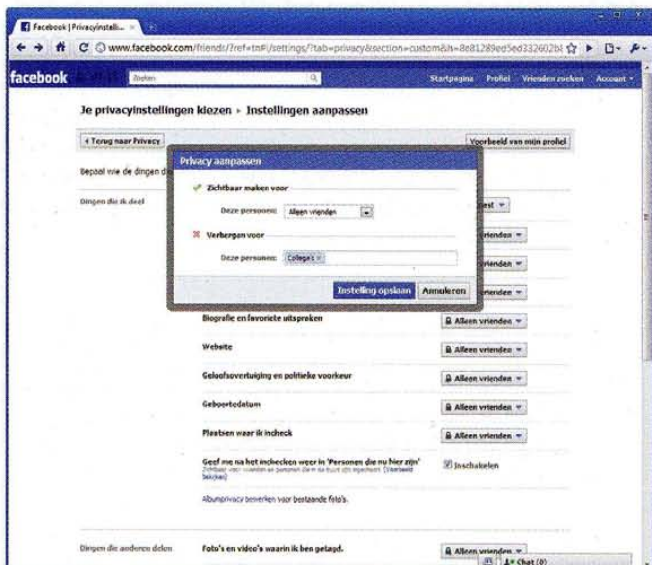 Facebook | Privacyinstelli...
www.facebook.com/friends/?ref=tn#!/settings/?tab=privacy&section=custom&h=8e81289ed5ed332602b
facebook
Zoeken
Startpagina Profiel Vrienden zoeken Account
Je privacyinstellingen kiezen ▸ Instellingen aanpassen
Terug naar Privacy
Voorbeeld van mijn profiel
Bepaal wie de dingen d
Privacy aanpassen
Zichtbaar maken voor
Deze personen: Alleen vrienden
Verbergen voor
Deze personen: Collega's ×
Instelling opslaan Annuleren
Dingen die ik deel
Biografie en favoriete uitspraken Alleen vrienden
Website Alleen vrienden
Geloofsovertuiging en politieke voorkeur Alleen vrienden
Geboortedatum Alleen vrienden
Plaatsen waar ik incheck Alleen vrienden
Geef me na het inchecken weer in 'Personen die nu hier zijn' Inschakelen
bekijken)
Albumprivacy bewerken voor bestaande foto's.
Dingen die anderen delen Foto's en video's waarin ik ben getagd. Alleen vrienden
Chat (0)